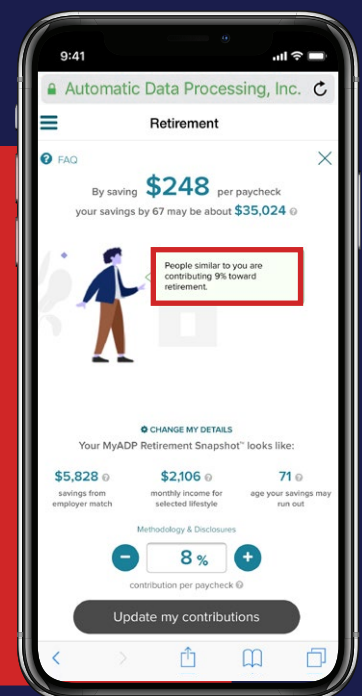 9:41
Automatic Data Processing, Inc.
Retirement
FAQ
By saving $248 per paycheck
your savings by 67 may be about $35,024
People similar to you are
contributing 9% toward
retirement.
CHANGE MY DETAILS
Your MyADP Retirement Snapshot™ looks like:
$5,828 $2,106 71
savings from monthly income for age your savings may
employer match selected lifestyle run out
Methodology & Disclosures
8 %
contribution per paycheck
Update my contributions